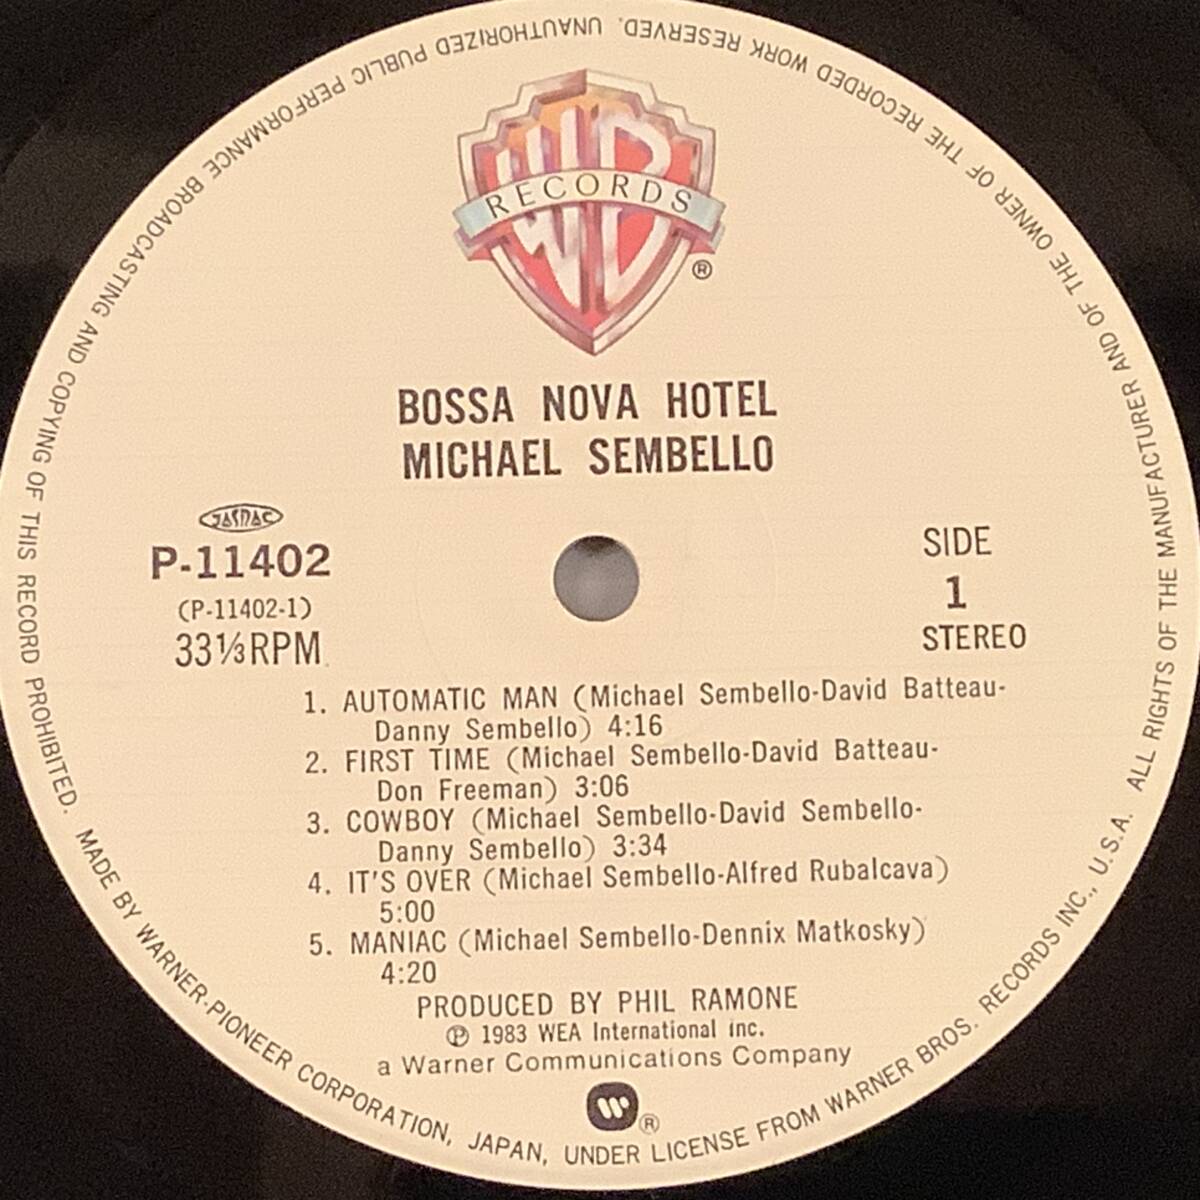 WB
RECORDS
®
BOSSA NOVA HOTEL
MICHAEL SEMBELLO
JASRAC
P-11402
(P-11402-1)
33⅓RPM
SIDE
1
STEREO
1. AUTOMATIC MAN (Michael Sembello-David Batteau-
Danny Sembello) 4:16
2. FIRST TIME (Michael Sembello-David Batteau-
Don Freeman) 3:06
3. COWBOY (Michael Sembello-David Sembello-
Danny Sembello) 3:34
4. IT'S OVER (Michael Sembello-Alfred Rubalcava)
5:00
5. MANIAC (Michael Sembello-Dennix Matkosky)
4:20
PRODUCED BY PHIL RAMONE
℗ 1983 WEA International inc.
a Warner Communications Company
W®
MADE BY WARNER-PIONEER CORPORATION, JAPAN, UNDER LICENSE FROM WARNER BROS. RECORDS INC., U.S.A. ALL RIGHTS OF THE MANUFACTURER AND OF THE OWNER OF THE RECORDED WORK RESERVED. UNAUTHORIZED PUBLIC PERFORMANCE BROADCASTING AND COPYING OF THIS RECORD PROHIBITED.